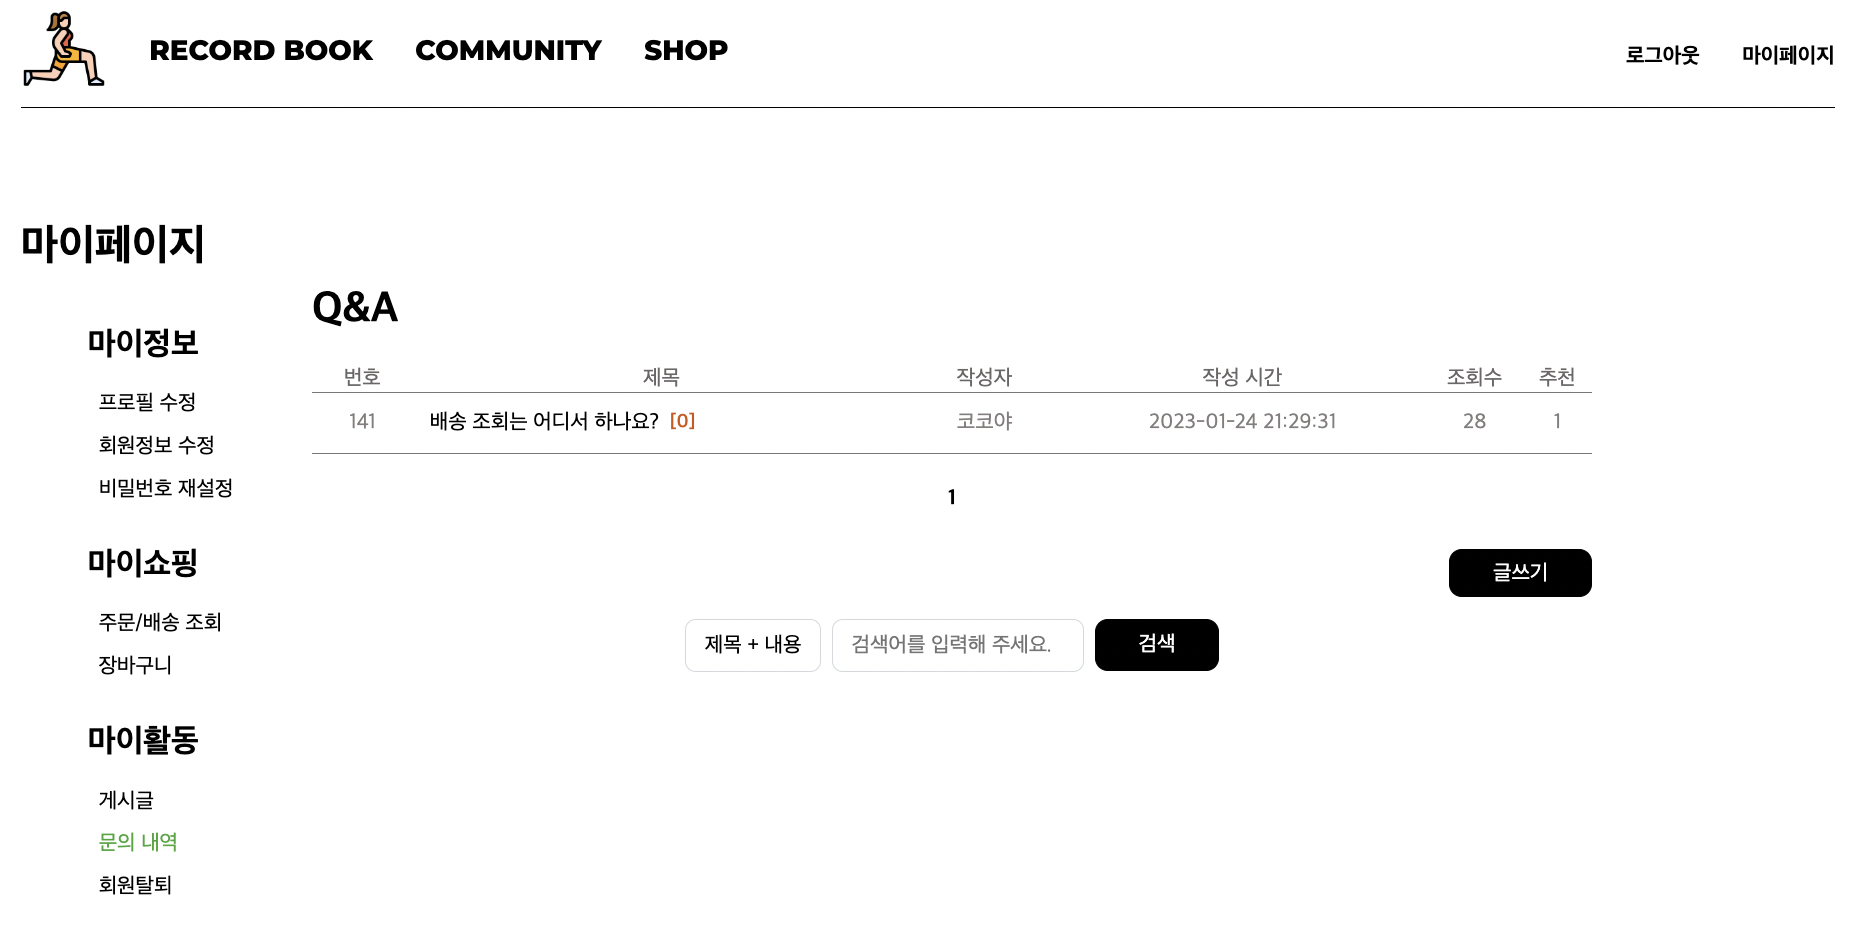 RECORD BOOK COMMUNITY SHOP 로그아웃 마이페이지
마이페이지
마이정보
프로필 수정
회원정보 수정
비밀번호 재설정
마이쇼핑
주문/배송 조회
장바구니
마이활동
게시글
문의 내역
회원탈퇴
Q&A
번호 제목 작성자 작성 시간 조회수 추천
141 배송 조회는 어디서 하나요? [0] 코코야 2023-01-24 21:29:31 28 1
1
글쓰기
제목 + 내용 검색어를 입력해 주세요. 검색